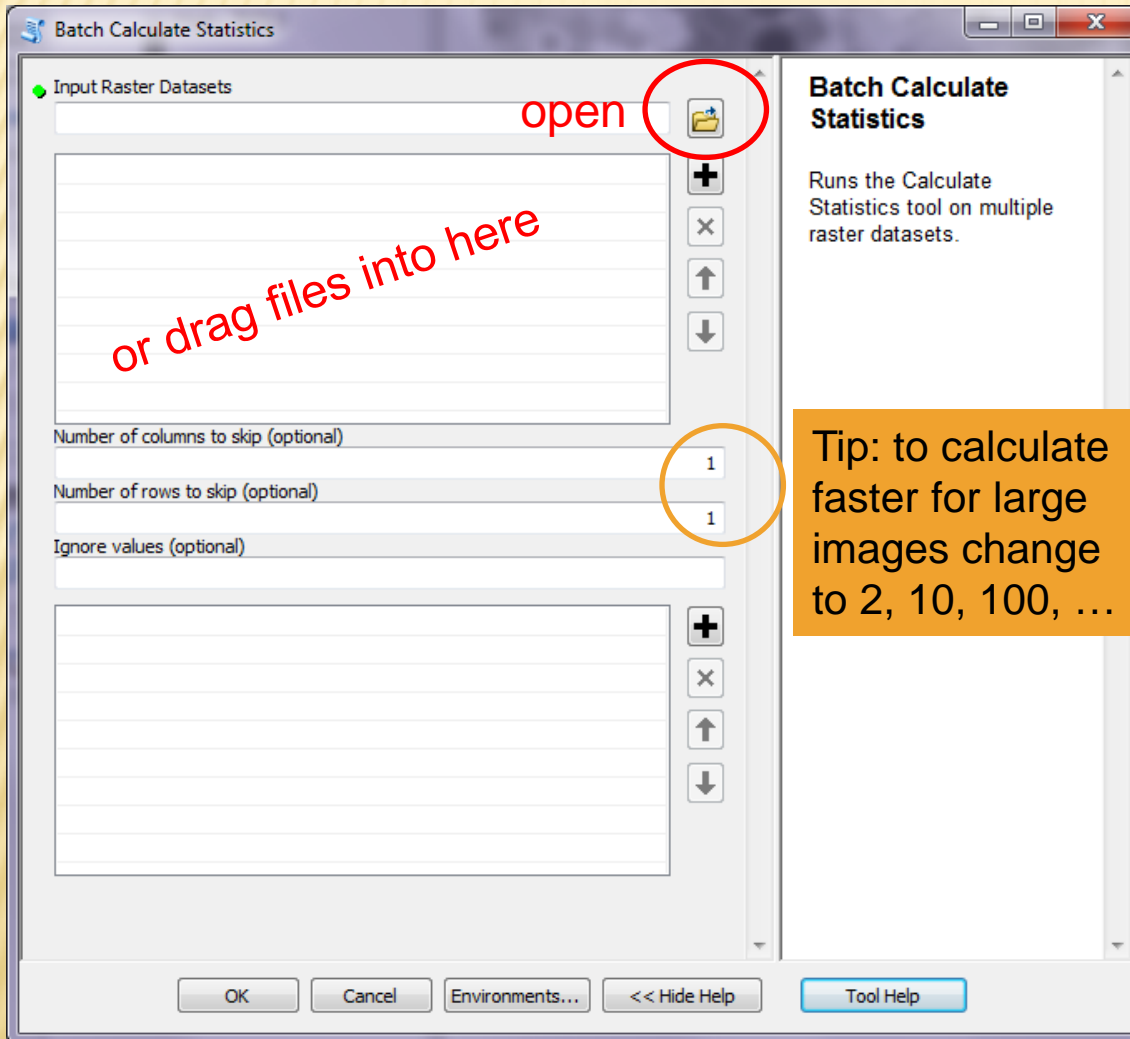 Batch Calculate Statistics
Input Raster Datasets
open
or drag files into here
Number of columns to skip (optional)
1
Number of rows to skip (optional)
1
Ignore values (optional)
Batch Calculate
Statistics
Runs the Calculate
Statistics tool on multiple
raster datasets.
Tip: to calculate
faster for large
images change
to 2, 10, 100, …
OK
Cancel
Environments...
<< Hide Help
Tool Help